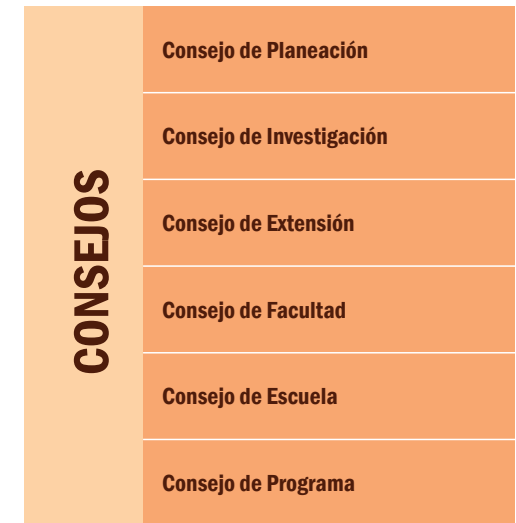 CONSEJOS
Consejo de Planeación
Consejo de Investigación
Consejo de Extensión
Consejo de Facultad
Consejo de Escuela
Consejo de Programa